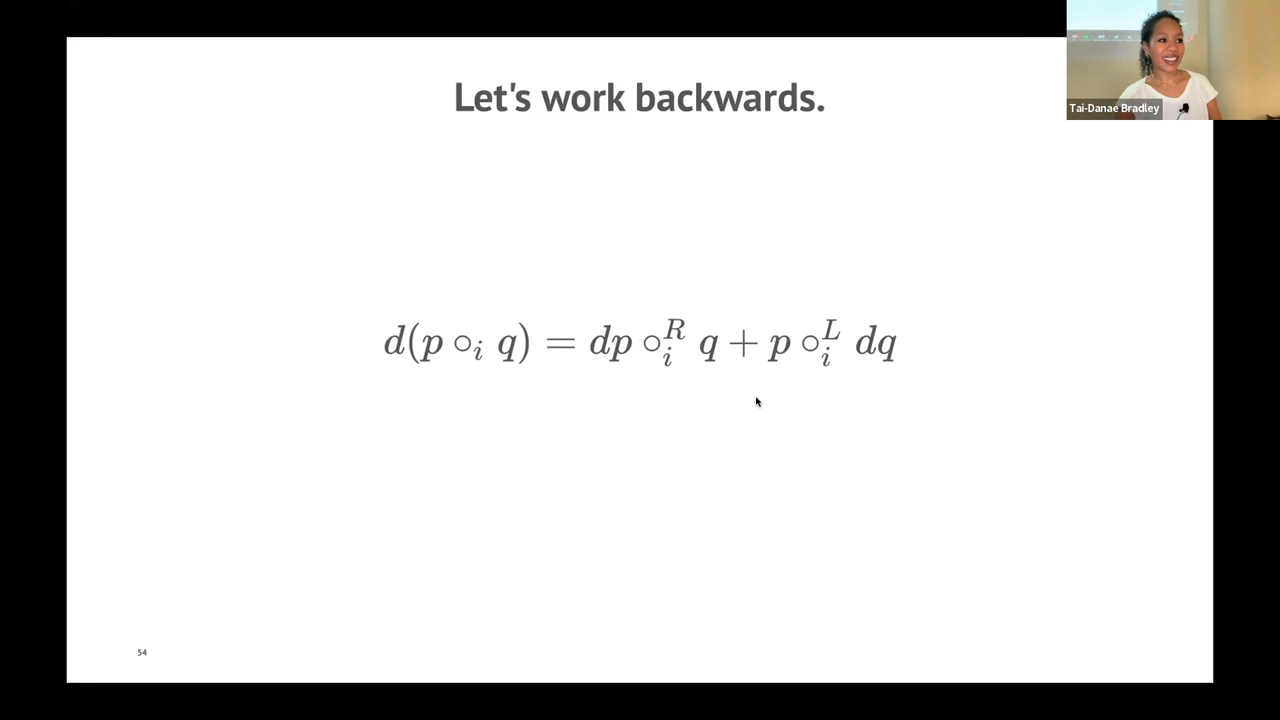 Let's work backwards.
Tai-Danae Bradley
d(p ∘ᵢ q) = dp ∘ᵢᴿ q + p ∘ᵢᴸ dq
54